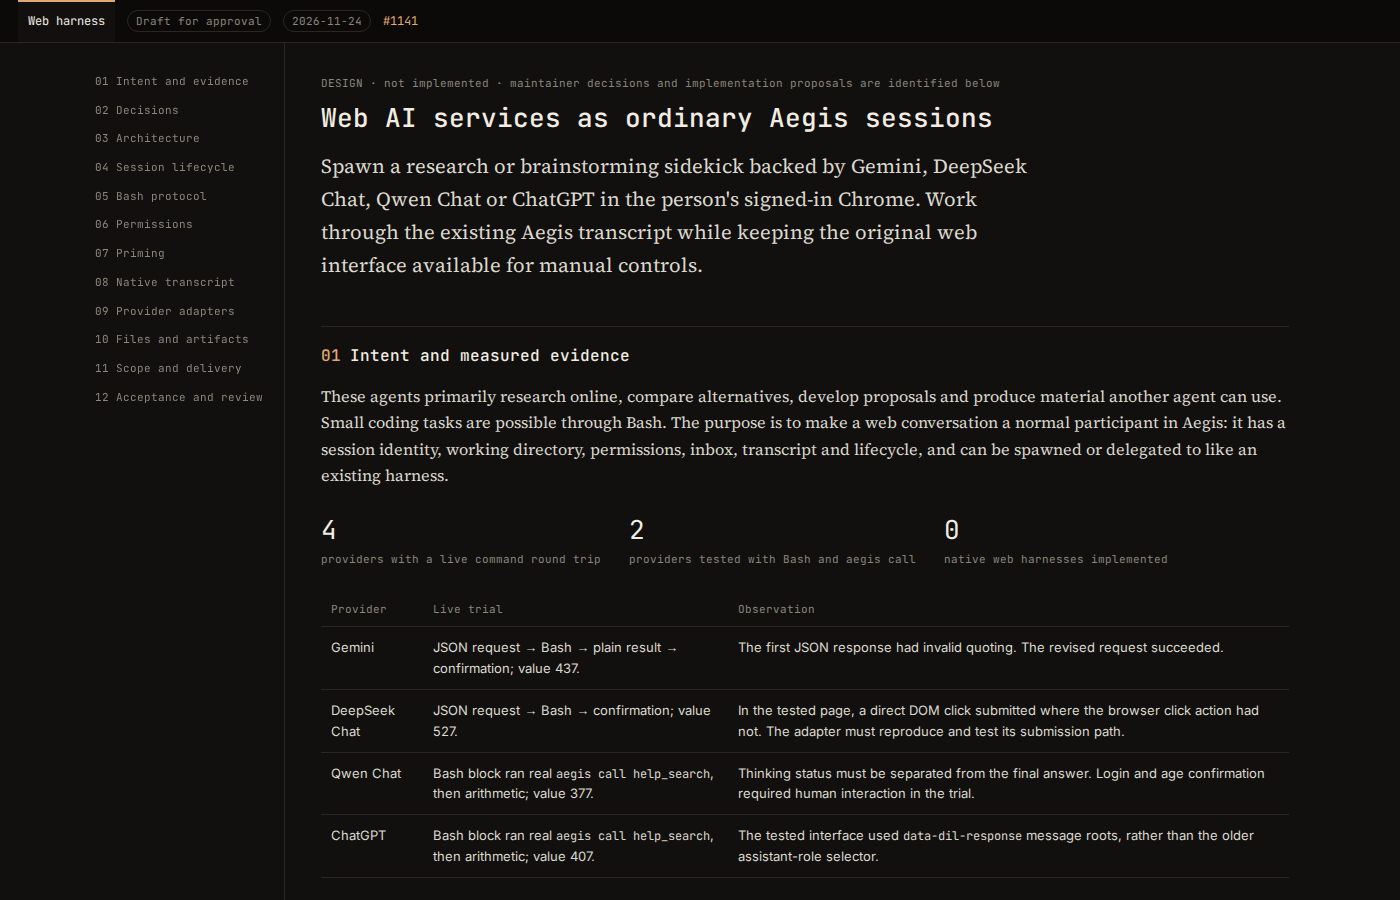 Web harness
Draft for approval
2026-11-24
#1141
01 Intent and evidence
02 Decisions
03 Architecture
04 Session lifecycle
05 Bash protocol
06 Permissions
07 Priming
08 Native transcript
09 Provider adapters
10 Files and artifacts
11 Scope and delivery
12 Acceptance and review
DESIGN · not implemented · maintainer decisions and implementation proposals are identified below
Web AI services as ordinary Aegis sessions
Spawn a research or brainstorming sidekick backed by Gemini, DeepSeek
Chat, Qwen Chat or ChatGPT in the person's signed-in Chrome. Work
through the existing Aegis transcript while keeping the original web
interface available for manual controls.
01 Intent and measured evidence
These agents primarily research online, compare alternatives, develop proposals and produce material another agent can use.
Small coding tasks are possible through Bash. The purpose is to make a web conversation a normal participant in Aegis: it has a
session identity, working directory, permissions, inbox, transcript and lifecycle, and can be spawned or delegated to like an
existing harness.
4
providers with a live command round trip
2
providers tested with Bash and aegis call
0
native web harnesses implemented
Provider Live trial Observation
Gemini
JSON request → Bash → plain result →
confirmation; value 437.
The first JSON response had invalid quoting. The revised request succeeded.
DeepSeek
Chat
JSON request → Bash → confirmation; value
527.
In the tested page, a direct DOM click submitted where the browser click action had
not. The adapter must reproduce and test its submission path.
Qwen Chat
Bash block ran real aegis call help_search,
then arithmetic; value 377.
Thinking status must be separated from the final answer. Login and age confirmation
required human interaction in the trial.
ChatGPT
Bash block ran real aegis call help_search,
then arithmetic; value 407.
The tested interface used data-dil-response message roots, rather than the older
assistant-role selector.